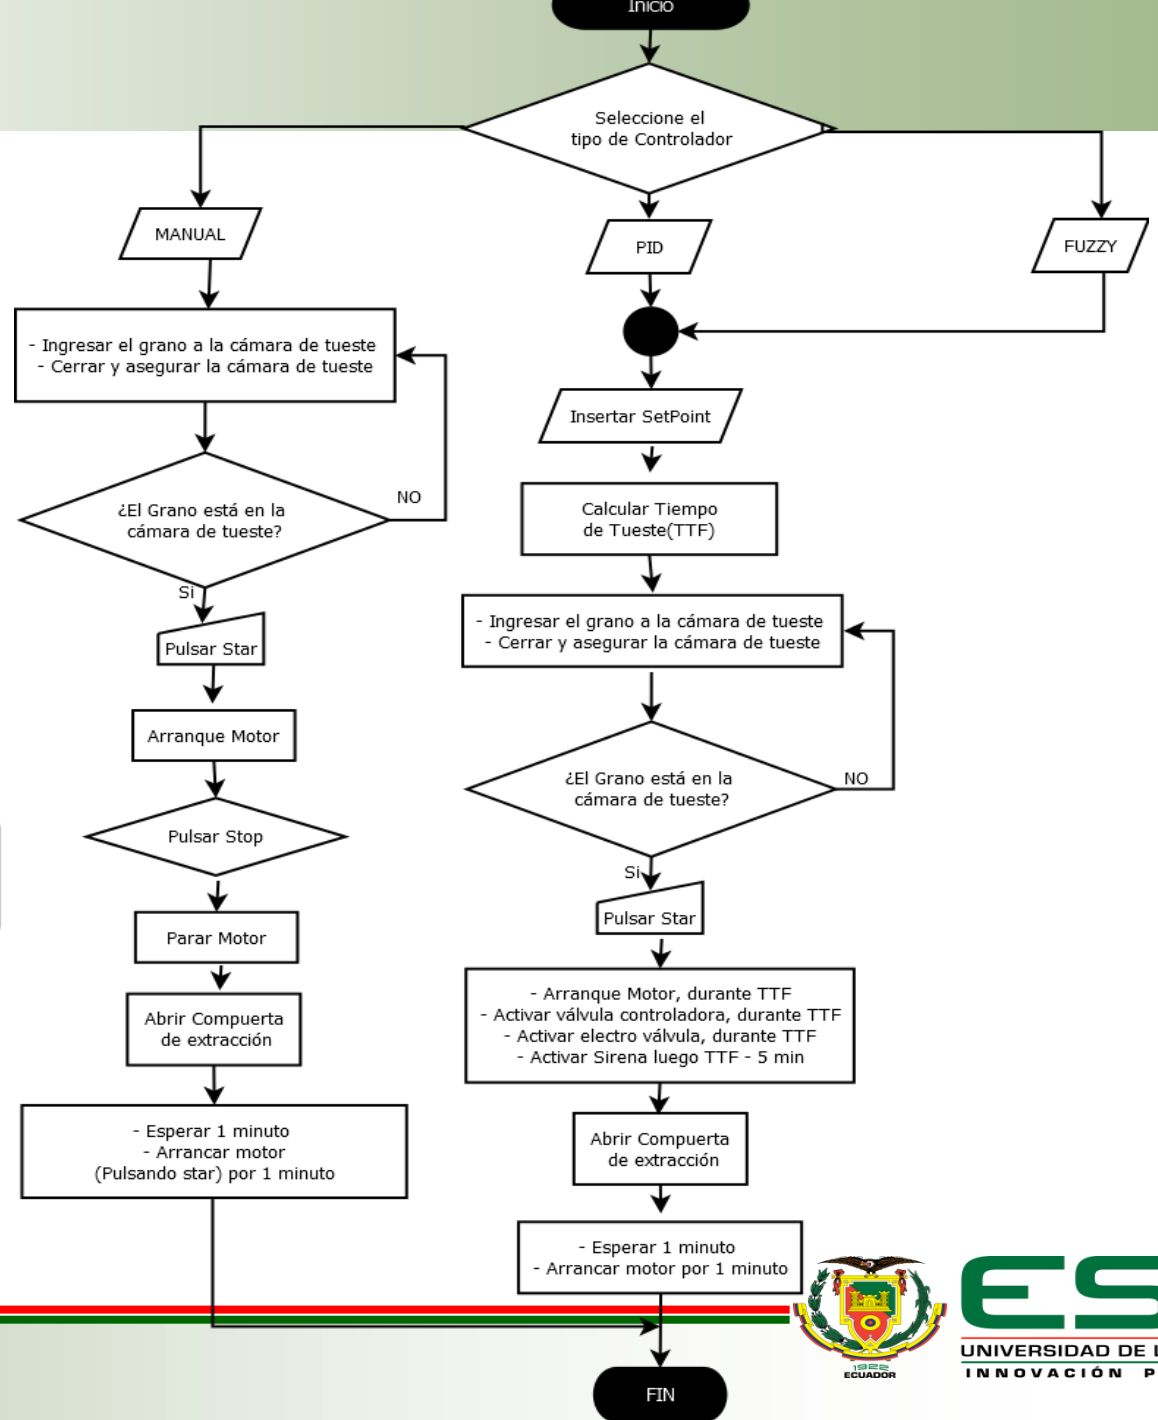 Inicio
Seleccione el
tipo de Controlador
MANUAL
PID
FUZZY
- Ingresar el grano a la cámara de tueste
- Cerrar y asegurar la cámara de tueste
¿El Grano está en la
cámara de tueste?
NO
Si
Pulsar Star
Arranque Motor
Pulsar Stop
Parar Motor
Abrir Compuerta
de extracción
- Esperar 1 minuto
- Arrancar motor
(Pulsando star) por 1 minuto
Insertar SetPoint
Calcular Tiempo
de Tueste(TTF)
- Ingresar el grano a la cámara de tueste
- Cerrar y asegurar la cámara de tueste
¿El Grano está en la
cámara de tueste?
NO
Si
Pulsar Star
- Arranque Motor, durante TTF
- Activar válvula controladora, durante TTF
- Activar electro válvula, durante TTF
- Activar Sirena luego TTF - 5 min
Abrir Compuerta
de extracción
- Esperar 1 minuto
- Arrancar motor por 1 minuto
FIN
1922
ECUADOR
ES
UNIVERSIDAD DE L
INNOVACIÓN P